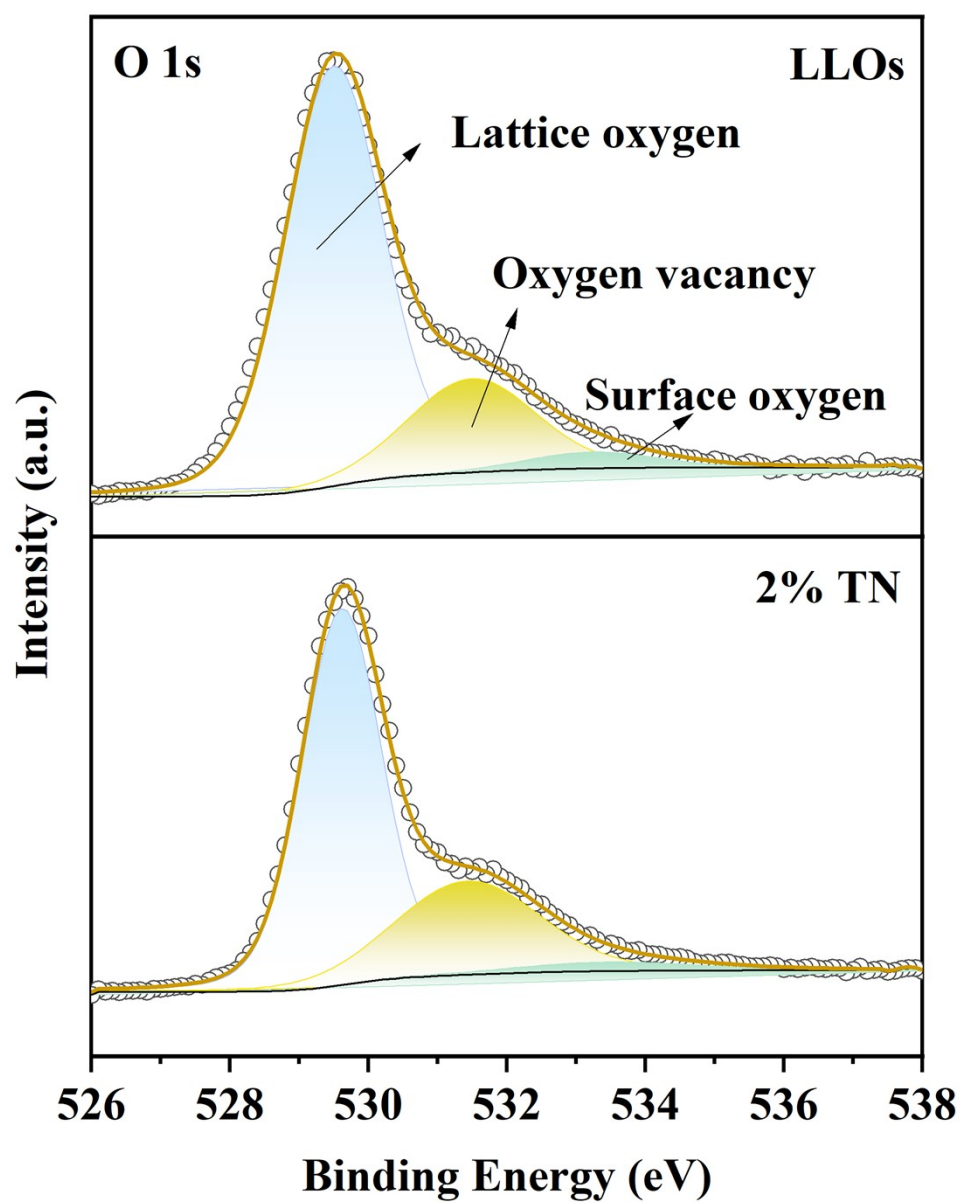 O 1s
LLOs
Lattice oxygen
Oxygen vacancy
Surface oxygen
2% TN
Intensity (a.u.)
526 528 530 532 534 536 538
Binding Energy (eV)